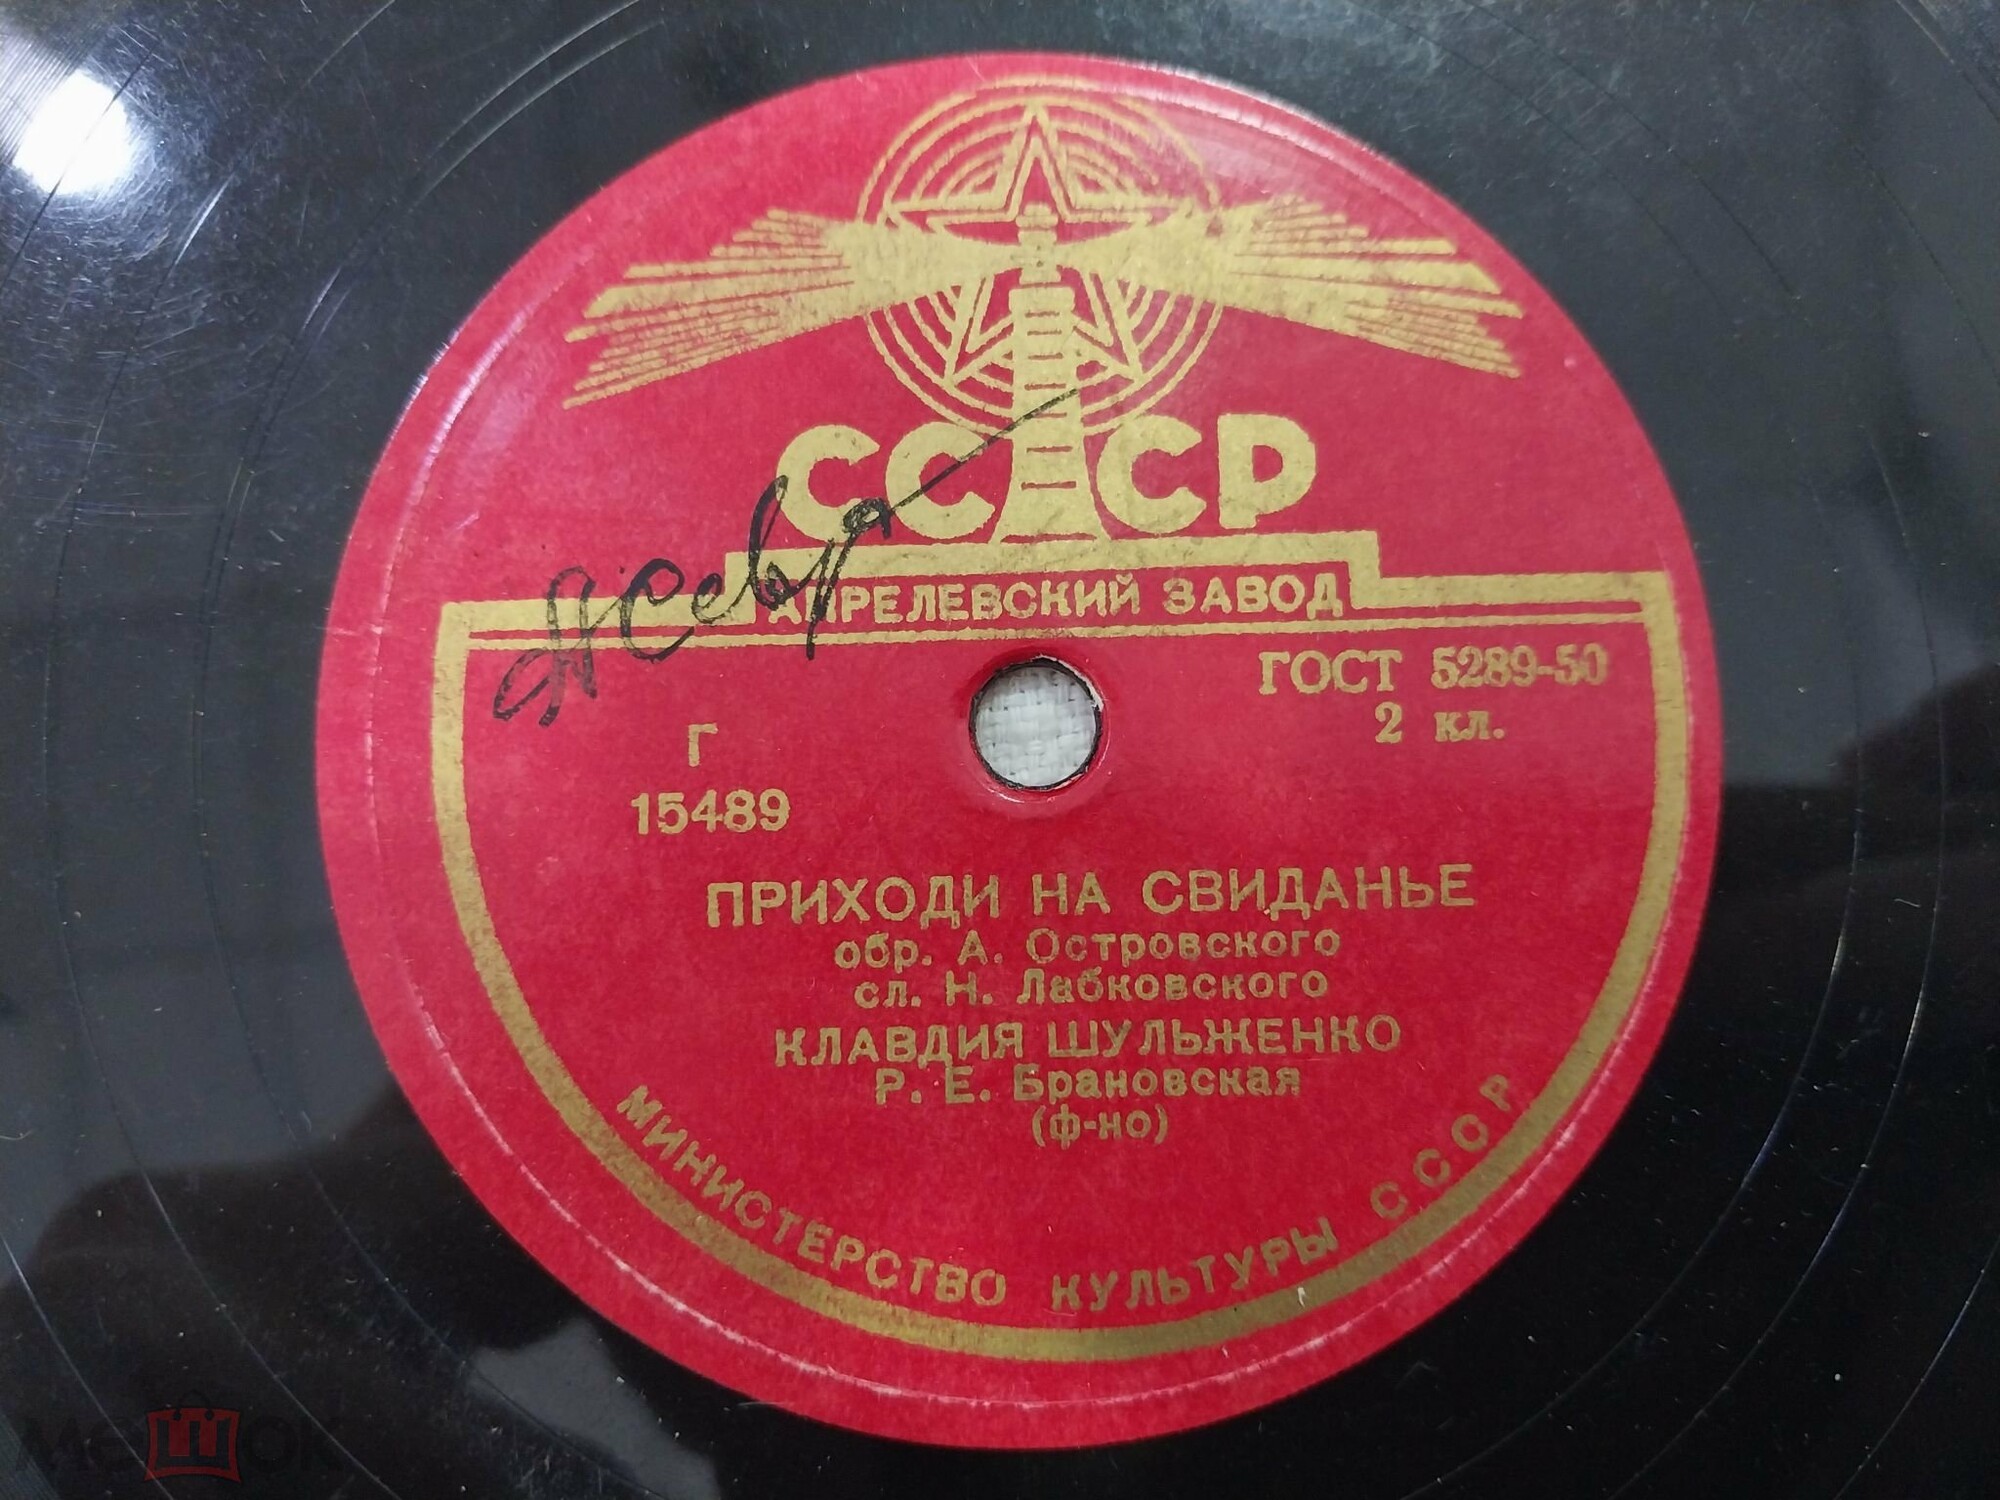 СССР
АПРЕЛЕВСКИЙ ЗАВОД
ГОСТ 5289-50
2 кл.
Г
15489
ПРИХОДИ НА СВИДАНЬЕ
обр. А. Островского
сл. Н. Лабковского
КЛАВДИЯ ШУЛЬЖЕНКО
Р. Е. Брановская
(ф-но)
МИНИСТЕРСТВО КУЛЬТУРЫ СССР
мешок